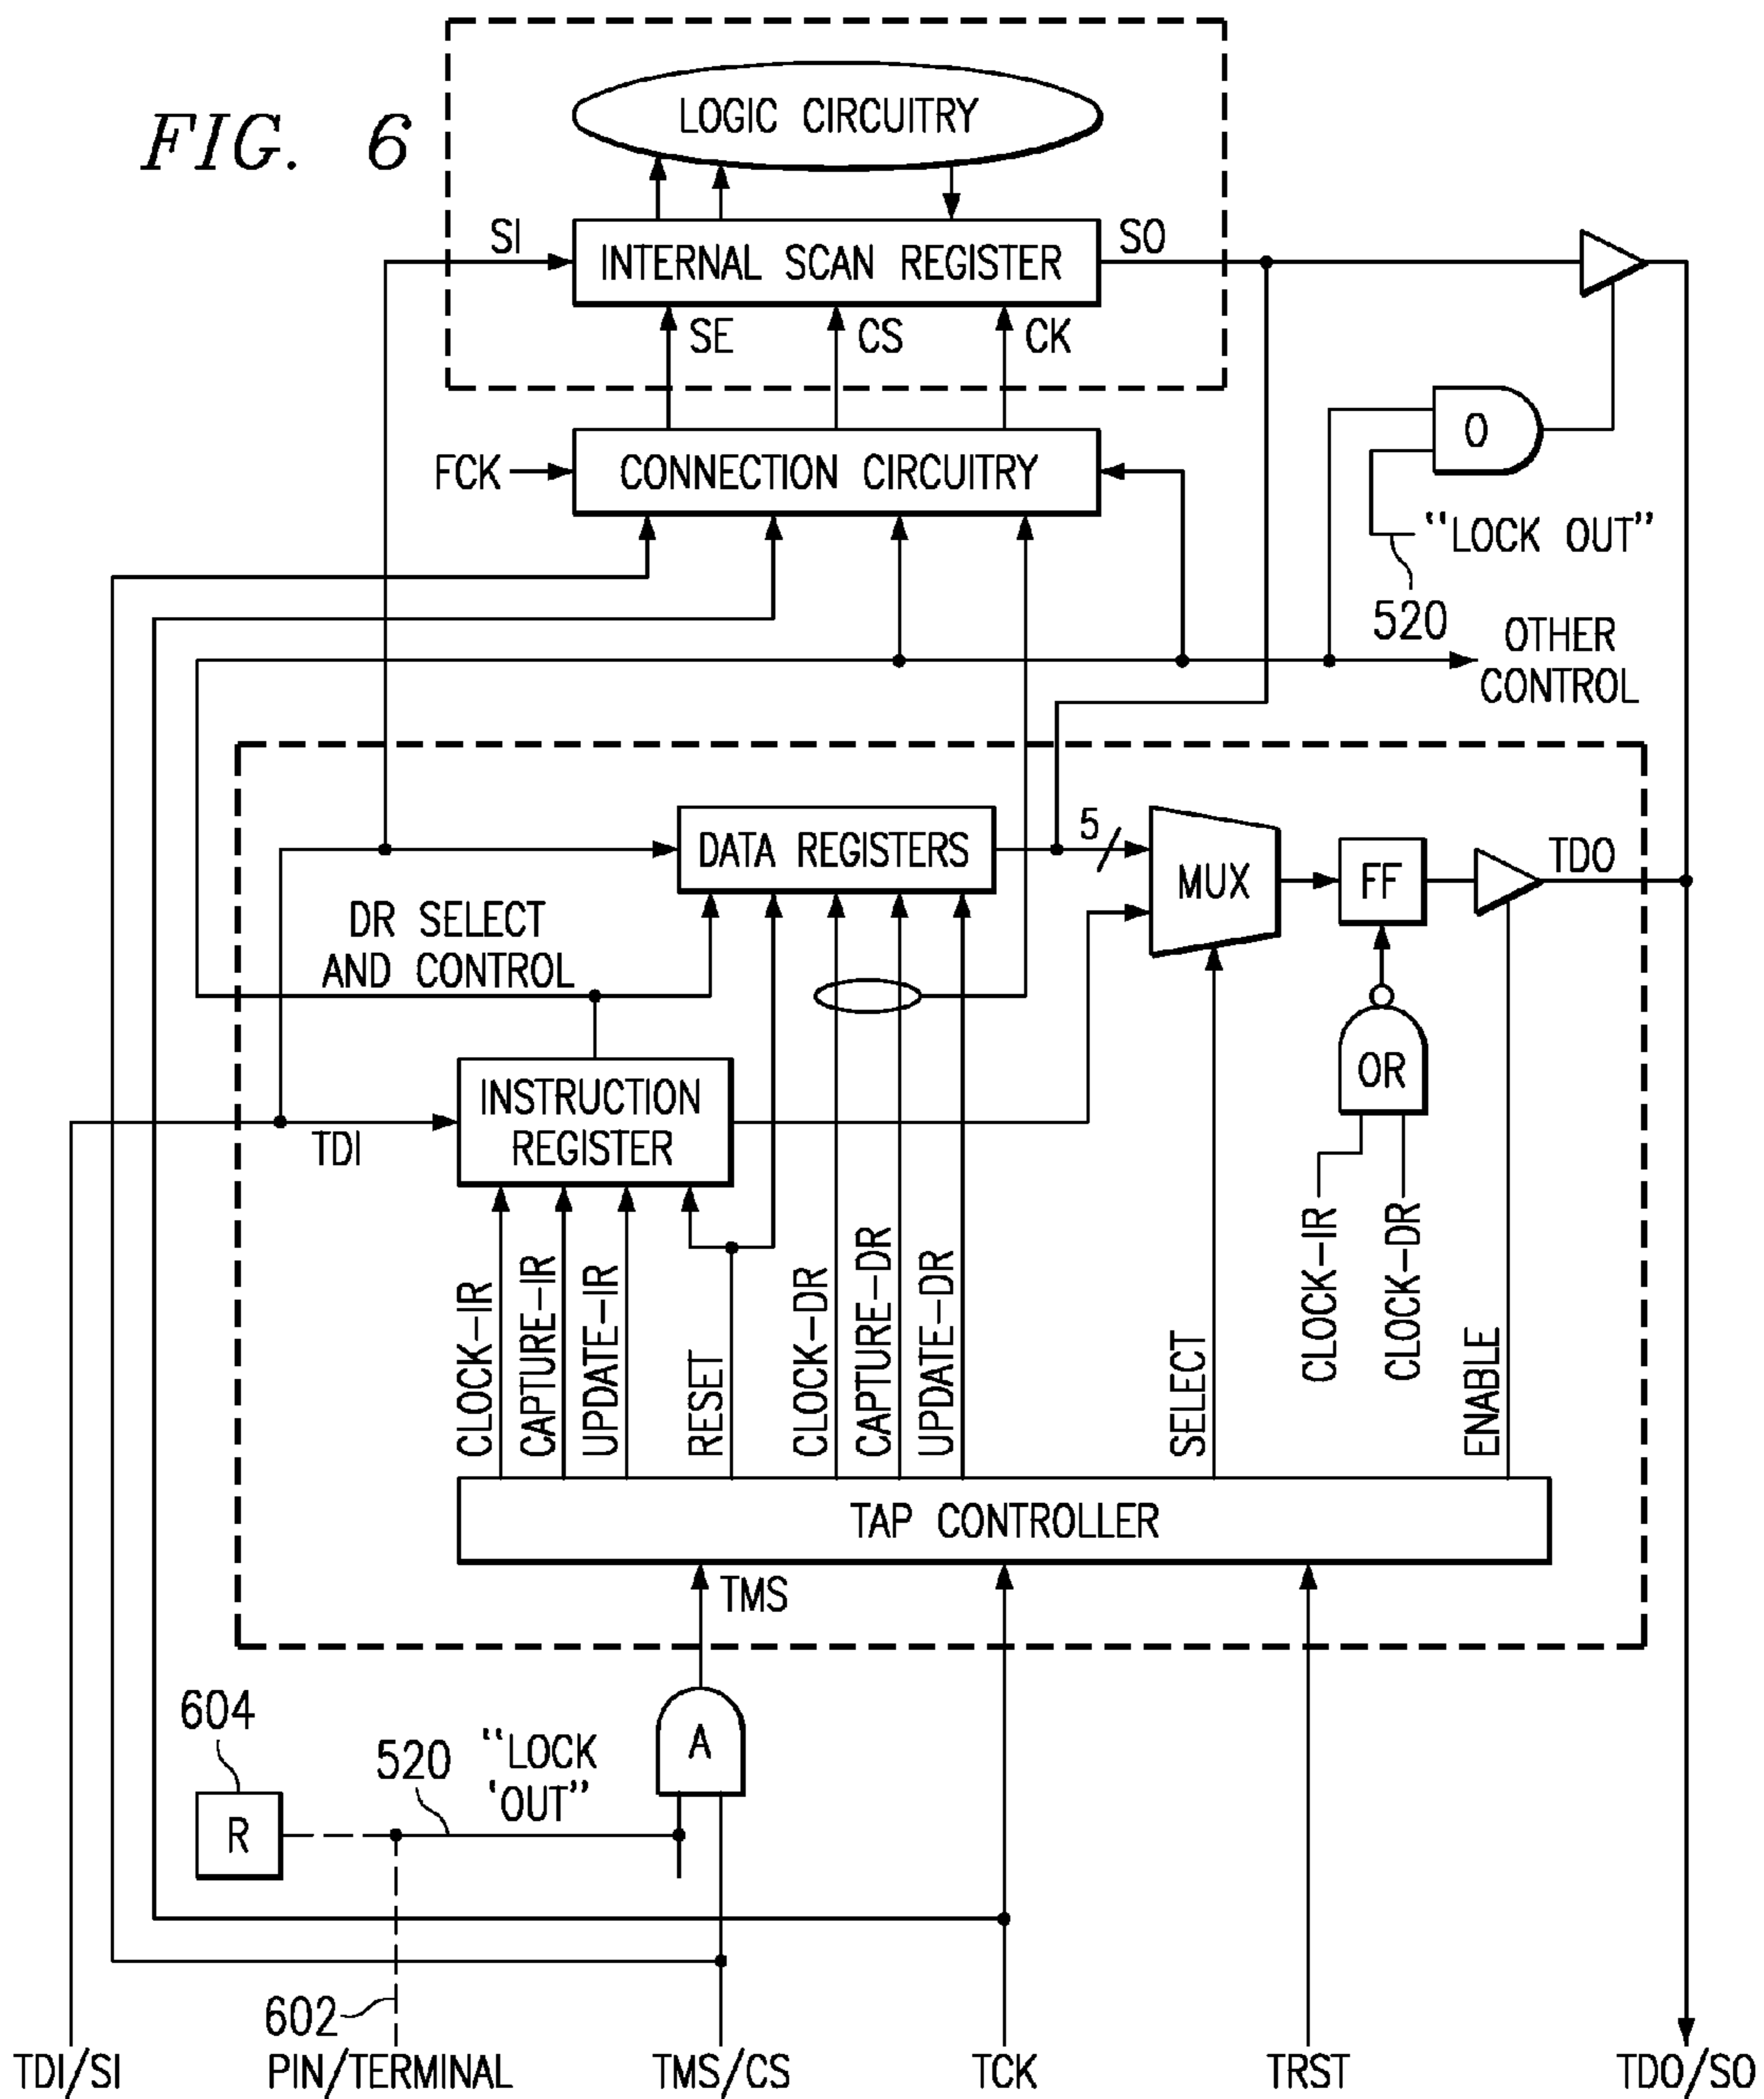 FIG. 6
LOGIC CIRCUITRY
SI
INTERNAL SCAN REGISTER
SO
SE
CS
CK
O
FCK
CONNECTION CIRCUITRY
"LOCK OUT"
520
OTHER
CONTROL
DATA REGISTERS
5
MUX
FF
TDO
DR SELECT
AND CONTROL
OR
INSTRUCTION
REGISTER
TDI
CLOCK-IR
CAPTURE-IR
UPDATE-IR
RESET
CLOCK-DR
CAPTURE-DR
UPDATE-DR
SELECT
CLOCK-IR
CLOCK-DR
ENABLE
TAP CONTROLLER
TMS
604
520
"LOCK
'OUT"
A
R
602
TDI/SI
PIN/TERMINAL
TMS/CS
TCK
TRST
TDO/SO